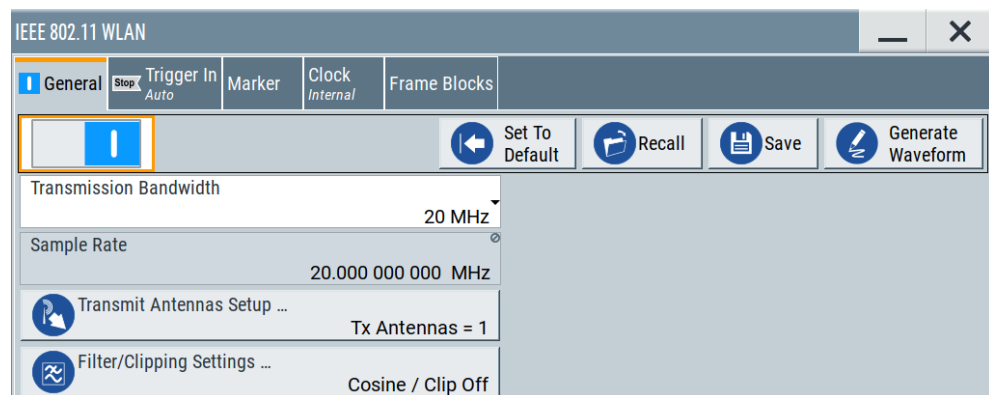 IEEE 802.11 WLAN
General Stop Trigger In Auto Marker Clock Internal Frame Blocks
Set To Default Recall Save Generate Waveform
Transmission Bandwidth
20 MHz
Sample Rate
20.000 000 000 MHz
Transmit Antennas Setup ...
Tx Antennas = 1
Filter/Clipping Settings ...
Cosine / Clip Off